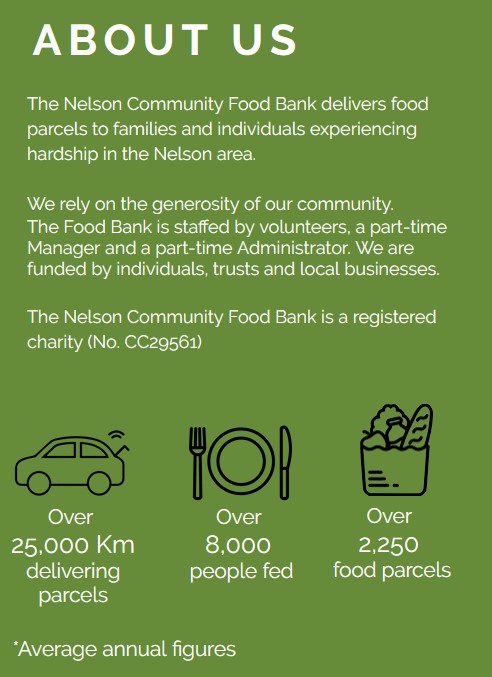 ABOUT US
The Nelson Community Food Bank delivers food
parcels to families and individuals experiencing
hardship in the Nelson area.
We rely on the generosity of our community.
The Food Bank is staffed by volunteers, a part-time
Manager and a part-time Administrator. We are
funded by individuals, trusts and local businesses.
The Nelson Community Food Bank is a registered
charity (No. CC29561)
Over
25,000 Km
delivering
parcels
Over
8,000
people fed
Over
2,250
food parcels
*Average annual figures